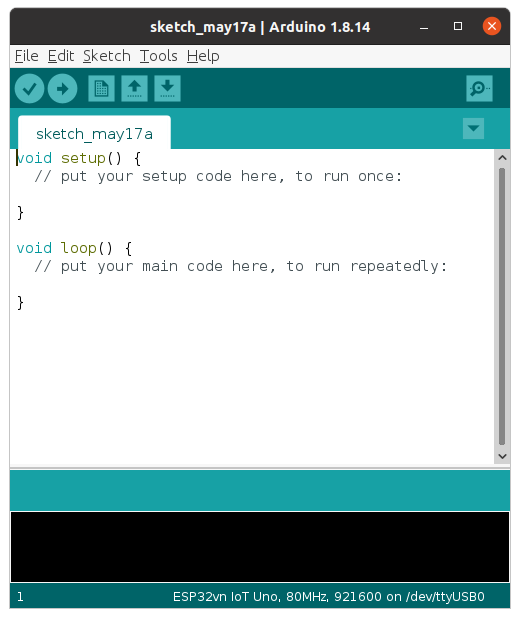 sketch_may17a | Arduino 1.8.14
File Edit Sketch Tools Help
sketch_may17a
void setup() {
  // put your setup code here, to run once:
}
void loop() {
  // put your main code here, to run repeatedly:
}
1 ESP32vn IoT Uno, 80MHz, 921600 on /dev/ttyUSB0